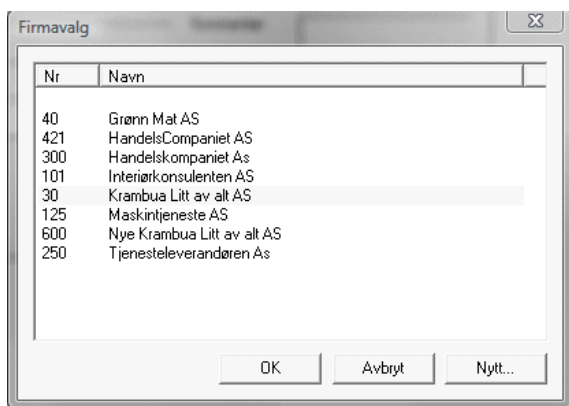 Firmavalg
Nr Navn
40 Grønn Mat AS
421 HandelsCompaniet AS
300 Handelskompaniet As
101 Interiørkonsulenten AS
30 Krambua Litt av alt AS
125 Maskintjeneste AS
600 Nye Krambua Litt av alt AS
250 Tjenesteleverandøren As
OK Avbryt Nytt...